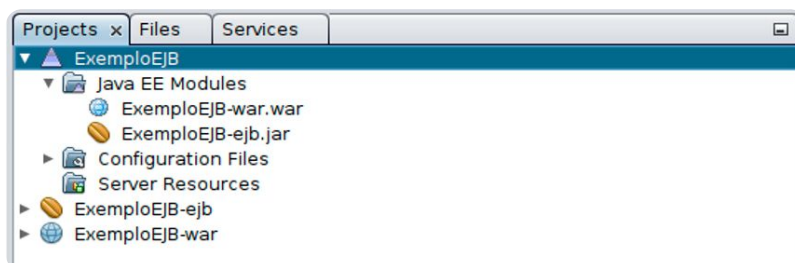 Projects x Files Services
ExemploEJB
Java EE Modules
ExemploEJB-war.war
ExemploEJB-ejb.jar
Configuration Files
Server Resources
ExemploEJB-ejb
ExemploEJB-war